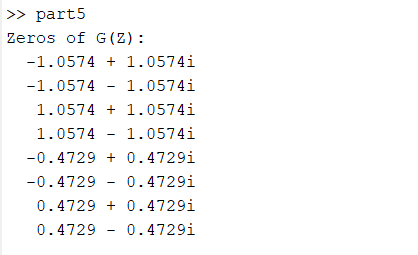 >> part5
Zeros of G(Z):
-1.0574 + 1.0574i
-1.0574 - 1.0574i
1.0574 + 1.0574i
1.0574 - 1.0574i
-0.4729 + 0.4729i
-0.4729 - 0.4729i
0.4729 + 0.4729i
0.4729 - 0.4729i